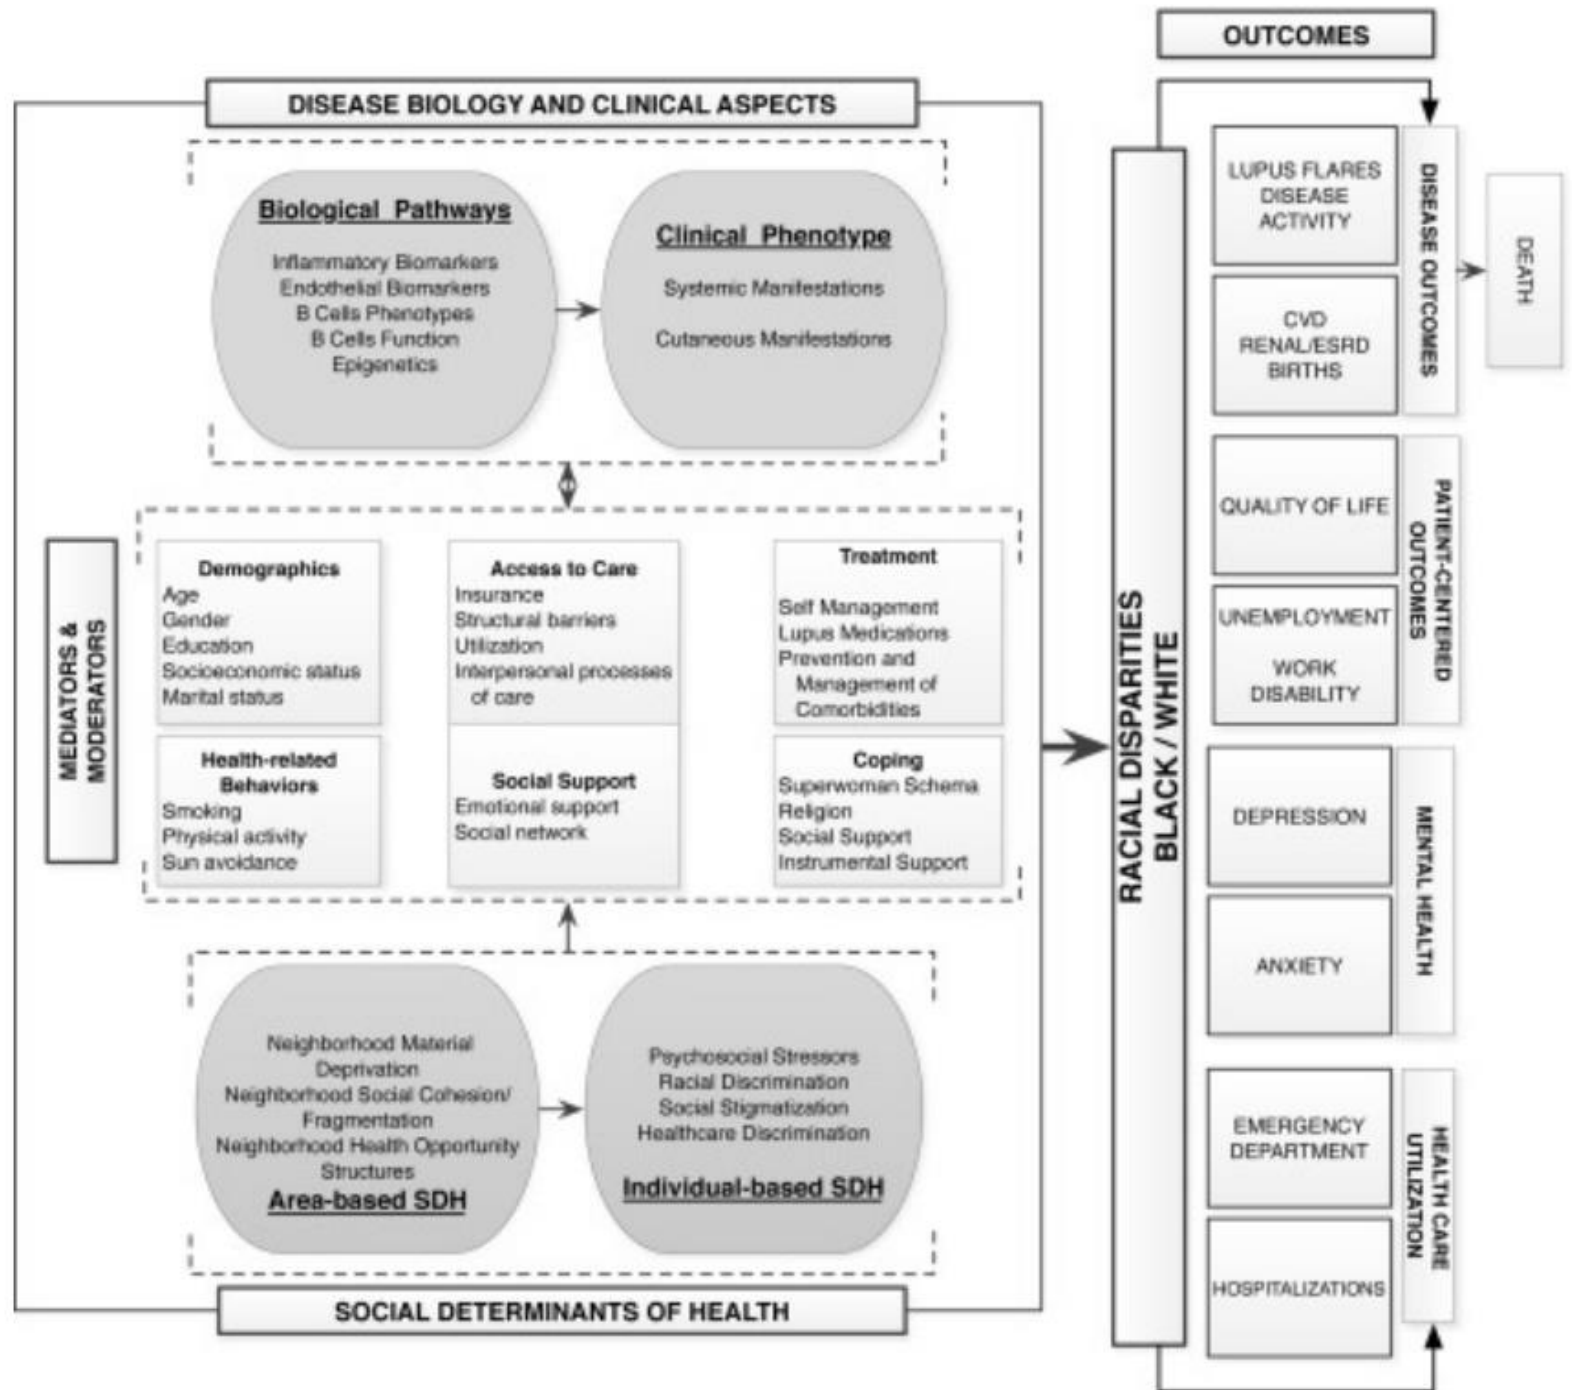 OUTCOMES
DISEASE BIOLOGY AND CLINICAL ASPECTS
Biological Pathways
Inflammatory Biomarkers
Endothelial Biomarkers
B Cells Phenotypes
B Cells Function
Epigenetics
Clinical Phenotype
Systemic Manifestations
Cutaneous Manifestations
MEDIATORS &
MODERATORS
Demographics
Age
Gender
Education
Socioeconomic status
Marital status
Access to Care
Insurance
Structural barriers
Utilization
Interpersonal processes
of care
Treatment
Self Management
Lupus Medications
Prevention and
Management of
Comorbidities
Health-related
Behaviors
Smoking
Physical activity
Sun avoidance
Social Support
Emotional support
Social network
Coping
Superwoman Schema
Religion
Social Support
Instrumental Support
Neighborhood Material
Deprivation
Neighborhood Social Cohesion/
Fragmentation
Neighborhood Health Opportunity
Structures
Area-based SDH
Psychosocial Stressors
Racial Discrimination
Social Stigmatization
Healthcare Discrimination
Individual-based SDH
SOCIAL DETERMINANTS OF HEALTH
RACIAL DISPARITIES
BLACK / WHITE
LUPUS FLARES
DISEASE
ACTIVITY
CVD
RENAL/ESRD
BIRTHS
DISEASE OUTCOMES
DEATH
QUALITY OF LIFE
UNEMPLOYMENT
WORK
DISABILITY
PATIENT-CENTERED
OUTCOMES
DEPRESSION
ANXIETY
MENTAL HEALTH
EMERGENCY
DEPARTMENT
HOSPITALIZATIONS
HEALTH CARE
UTILIZATION